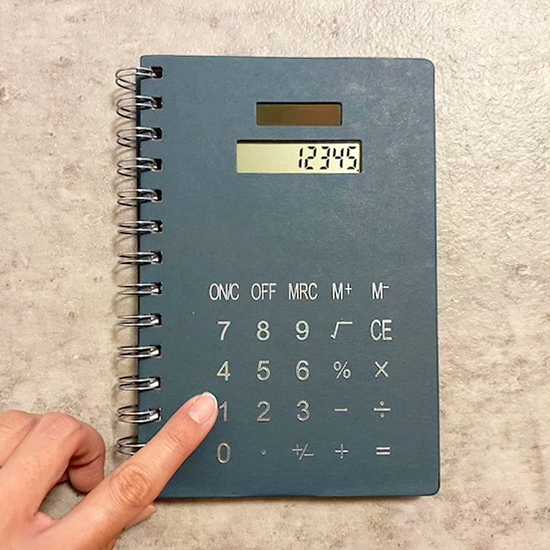 12345
ON/C OFF MRC M+ M-
7 8 9 √ CE
4 5 6 % ×
1 2 3 − ÷
0 . +/- + =